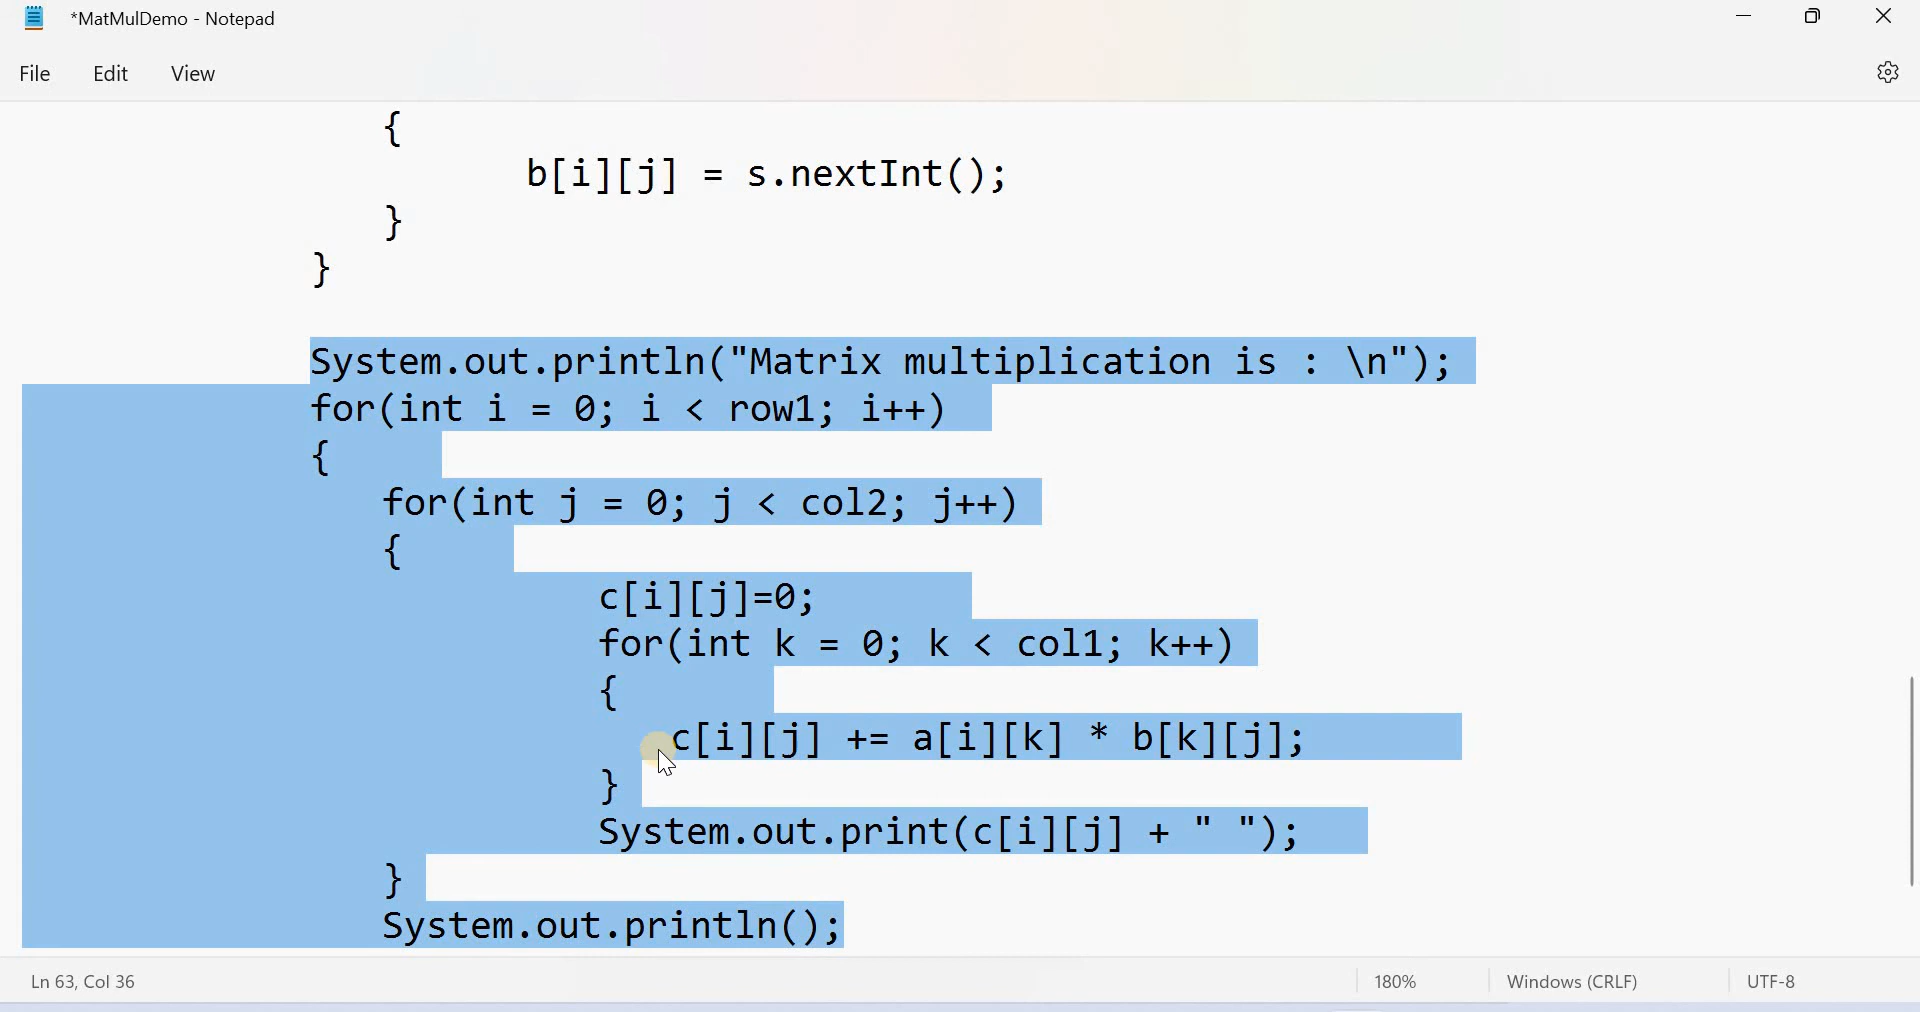 *MatMulDemo - Notepad
File Edit View
{
b[i][j] = s.nextInt();
}
}
System.out.println("Matrix multiplication is : \n");
for(int i = 0; i < row1; i++)
{
for(int j = 0; j < col2; j++)
{
c[i][j]=0;
for(int k = 0; k < col1; k++)
{
c[i][j] += a[i][k] * b[k][j];
}
System.out.print(c[i][j] + " ");
}
System.out.println();
Ln 63, Col 36 180% Windows (CRLF) UTF-8